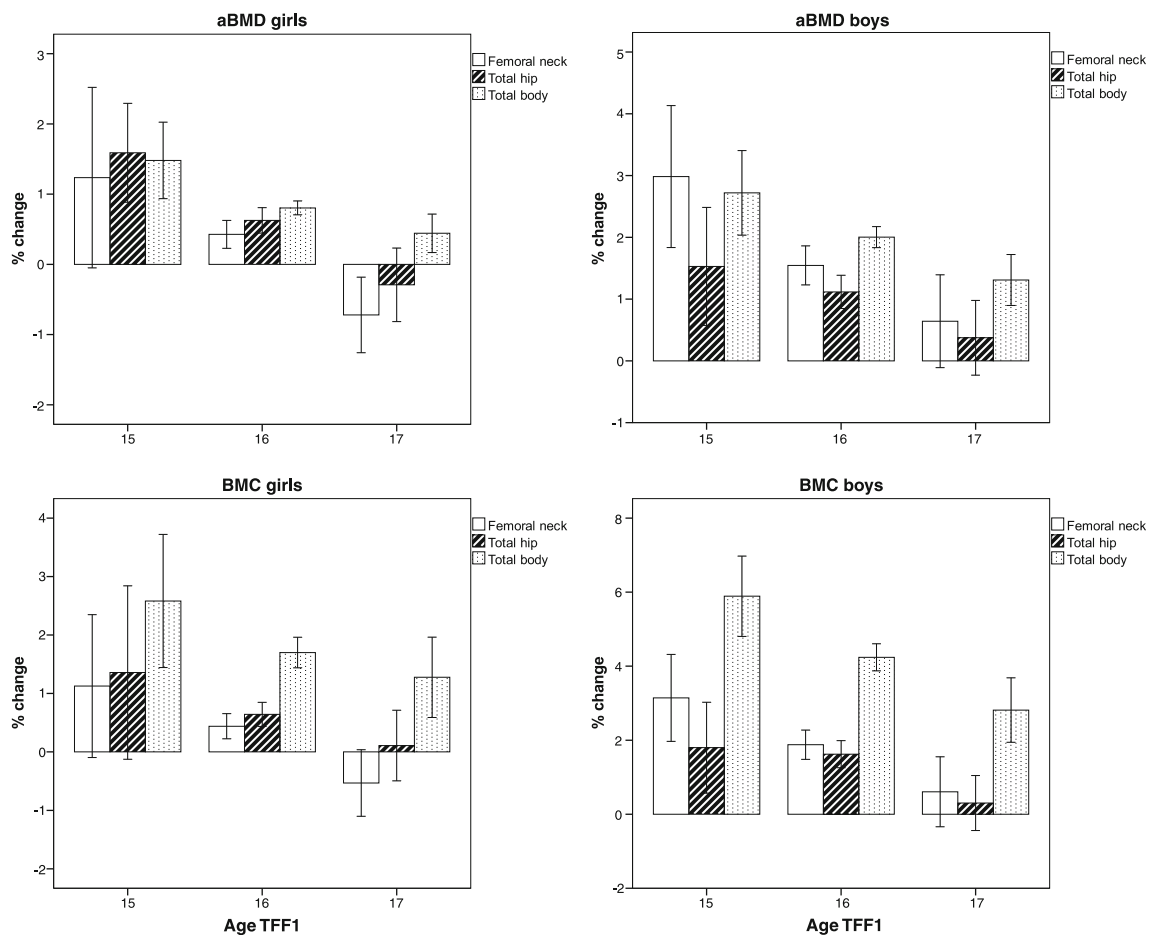 aBMD girls
% change
3
2
1
0
-1
-2
15
16
17
Femoral neck
Total hip
Total body
aBMD boys
% change
5
4
3
2
1
0
-1
15
16
17
Femoral neck
Total hip
Total body
BMC girls
% change
4
3
2
1
0
-1
-2
15
16
17
Age TFF1
Femoral neck
Total hip
Total body
BMC boys
% change
8
6
4
2
0
-2
15
16
17
Age TFF1
Femoral neck
Total hip
Total body